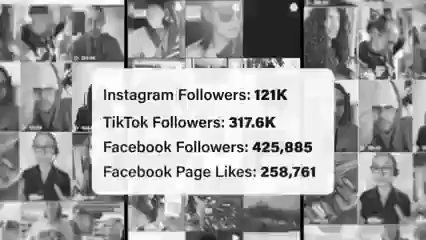 Instagram Followers: 121K
TikTok Followers: 317.6K
Facebook Followers: 425,885
Facebook Page Likes: 258,761